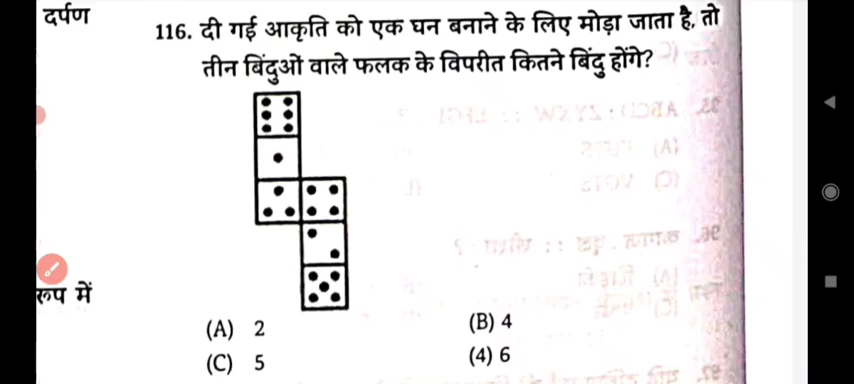 दर्पण
116. दी गई आकृति को एक घन बनाने के लिए मोड़ा जाता है, तो
तीन बिंदुओं वाले फलक के विपरीत कितने बिंदु होंगे?
रूप में
(A) 2
(B) 4
(C) 5
(4) 6